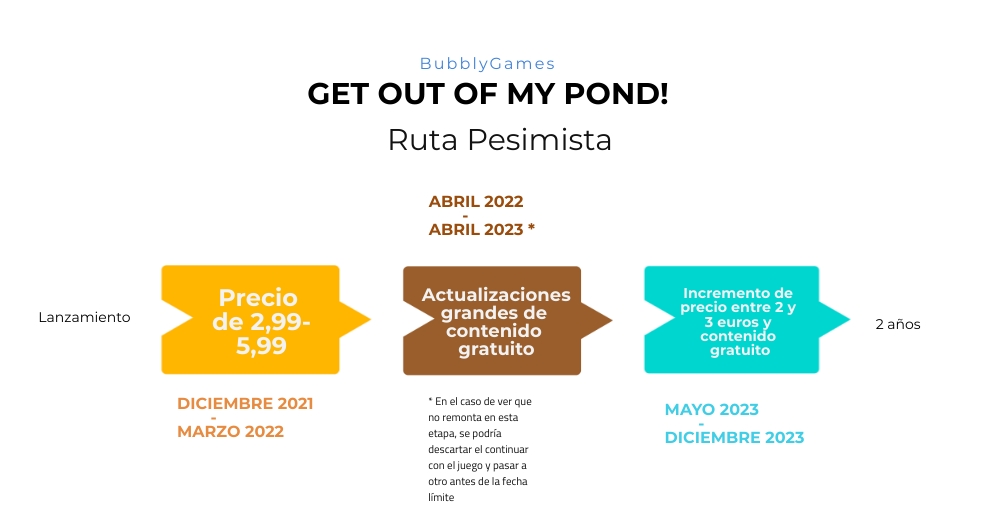 BubblyGames
GET OUT OF MY POND!
Ruta Pesimista
Lanzamiento
Precio
de 2,99-
5,99
DICIEMBRE 2021
-
MARZO 2022
ABRIL 2022
-
ABRIL 2023 *
Actualizaciones
grandes de
contenido
gratuito
* En el caso de ver que
no remonta en esta
etapa, se podría
descartar el continuar
con el juego y pasar a
otro antes de la fecha
límite
Incremento de
precio entre 2 y
3 euros y
contenido
gratuito
MAYO 2023
-
DICIEMBRE 2023
2 años